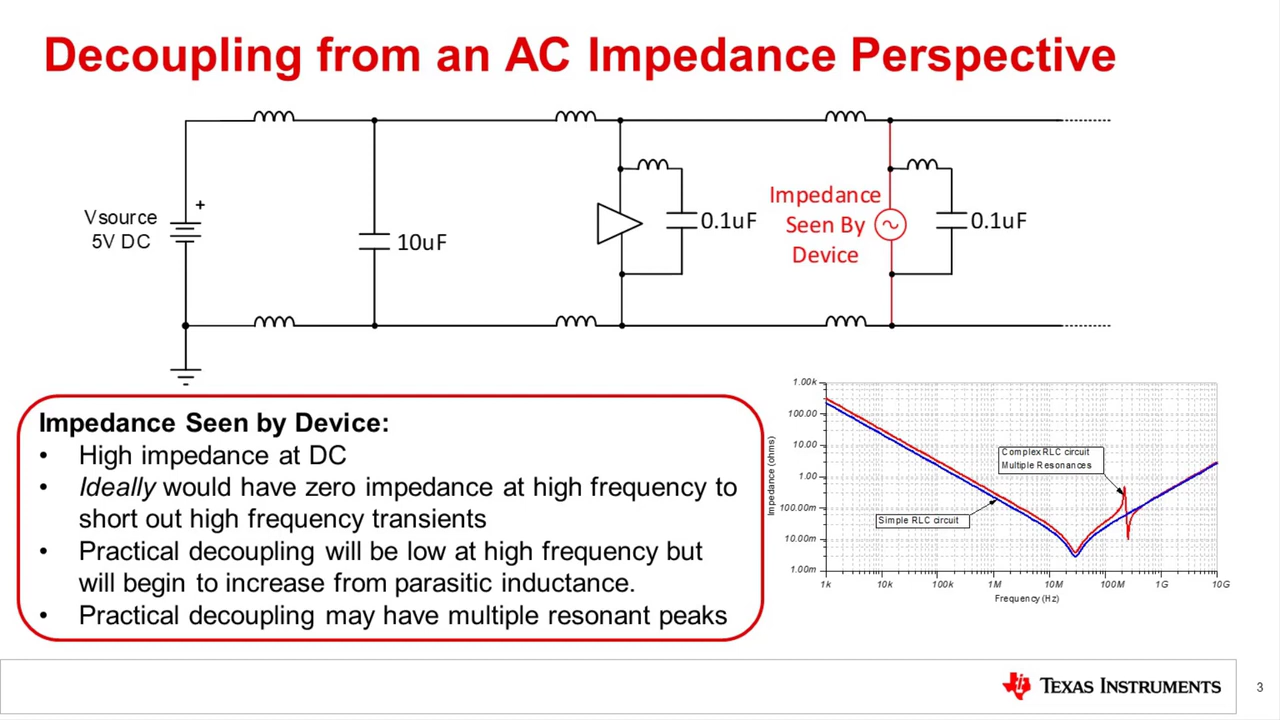 Decoupling from an AC Impedance Perspective
+
Vsource
5V DC
10uF
0.1uF
Impedance
Seen By
Device
0.1uF
Impedance Seen by Device:
• High impedance at DC
• Ideally would have zero impedance at high frequency to
short out high frequency transients
• Practical decoupling will be low at high frequency but
will begin to increase from parasitic inductance.
• Practical decoupling may have multiple resonant peaks
1.00k
100.00
10.00
1.00
100.00m
10.00m
1.00m
Impedance (ohms)
Complex RLC circuit
Multiple Resonances
Simple RLC circuit
1k 10k 100k 1M 10M 100M 1G 10G
Frequency (Hz)
TEXAS INSTRUMENTS
3